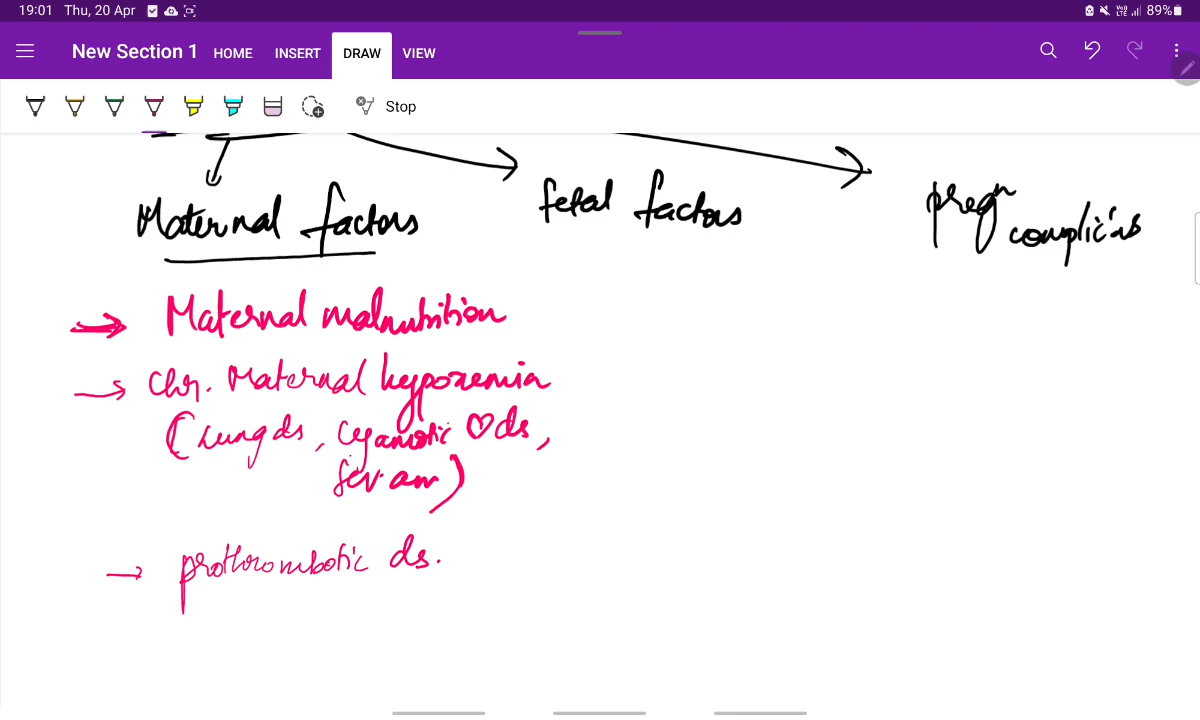 19:01 Thu, 20 Apr 89%
New Section 1 HOME INSERT DRAW VIEW
Stop
Maternal factors
fetal factors
pregn complic'ns
→ Maternal malnutrition
→ Chr. Maternal hypoxemia
(Lung ds, Cyanotic ♡ ds,
Sev. an)
→ prothrombotic ds.